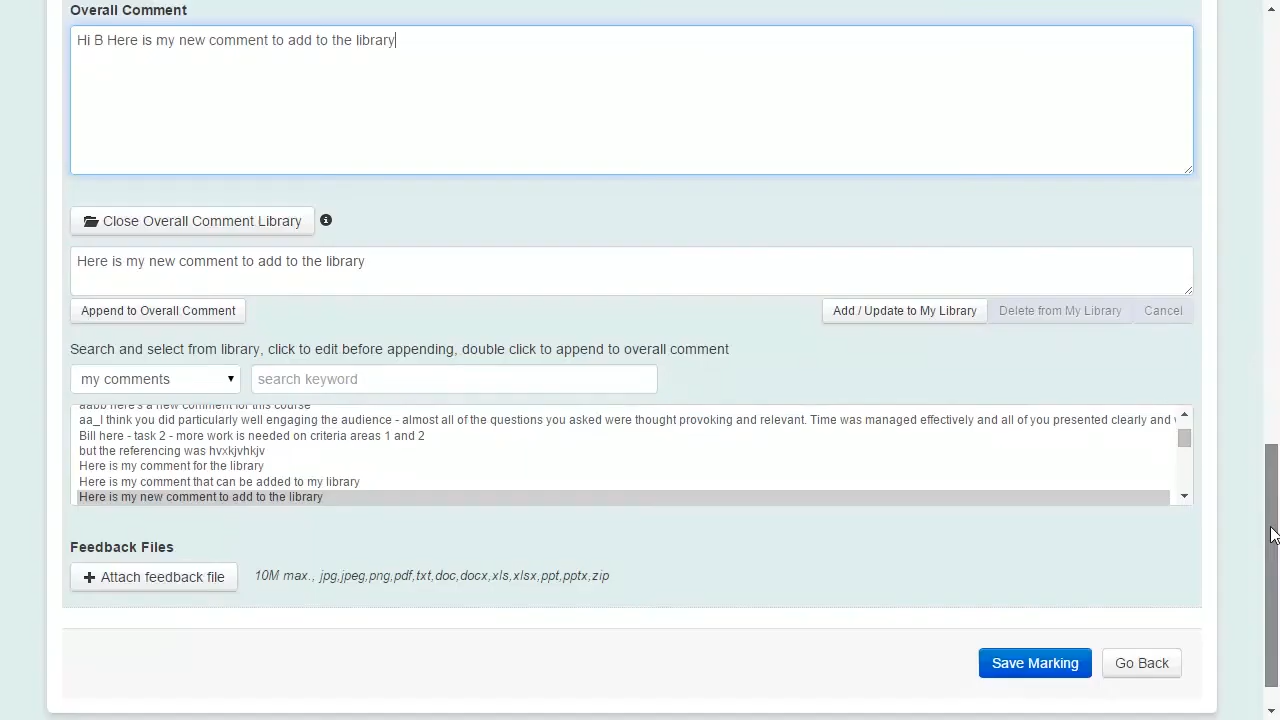 Overall Comment
Hi B Here is my new comment to add to the library
Close Overall Comment Library
Here is my new comment to add to the library
Append to Overall Comment
Add / Update to My Library
Delete from My Library
Cancel
Search and select from library, click to edit before appending, double click to append to overall comment
my comments
search keyword
aabb here's a new comment for this course
aa_I think you did particularly well engaging the audience - almost all of the questions you asked were thought provoking and relevant. Time was managed effectively and all of you presented clearly and
Bill here - task 2 - more work is needed on criteria areas 1 and 2
but the referencing was hvxkjvhkjv
Here is my comment for the library
Here is my comment that can be added to my library
Here is my new comment to add to the library
Feedback Files
Attach feedback file
10M max., jpg,jpeg,png,pdf,txt,doc,docx,xls,xlsx,ppt,pptx,zip
Save Marking
Go Back